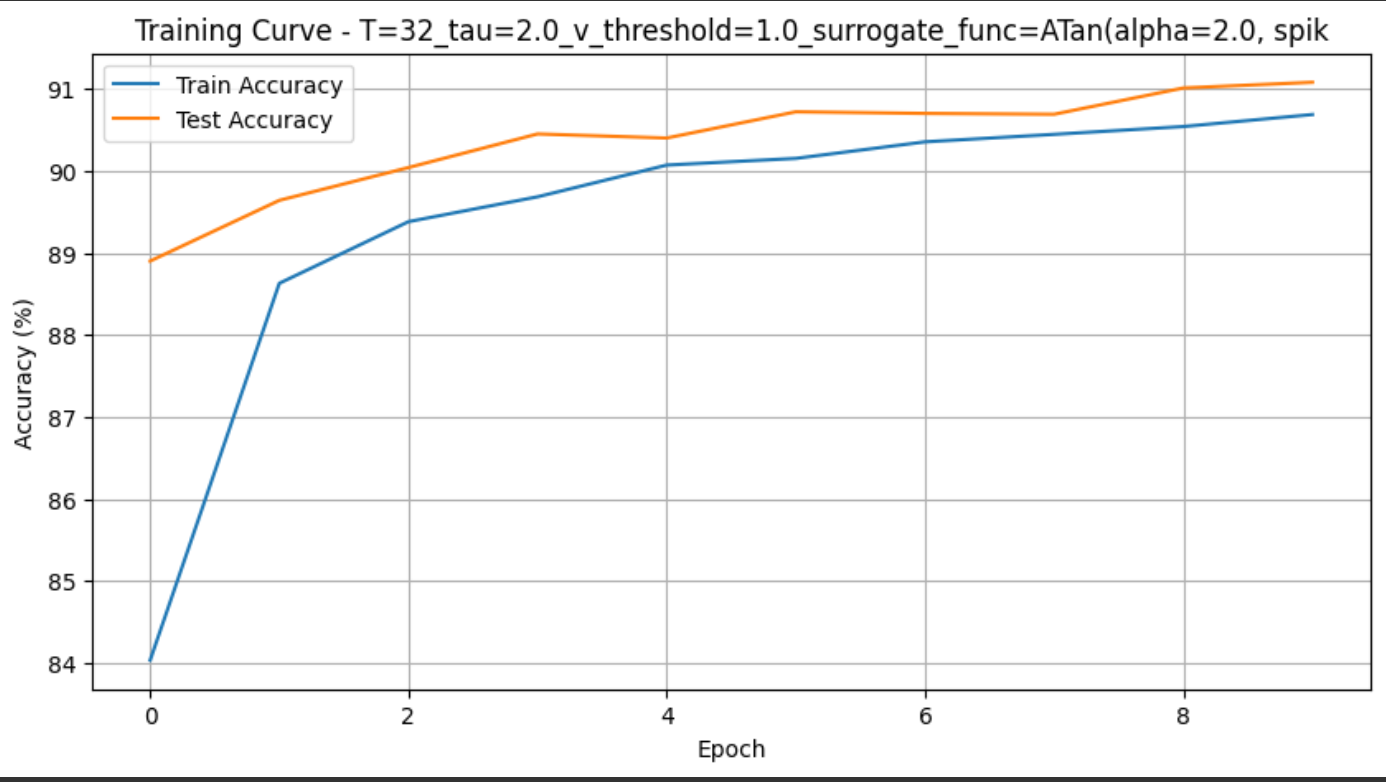 Training Curve - T=32_tau=2.0_v_threshold=1.0_surrogate_func=ATan(alpha=2.0, spik
Train Accuracy
Test Accuracy
Accuracy (%)
91
90
89
88
87
86
85
84
0
2
4
6
8
Epoch